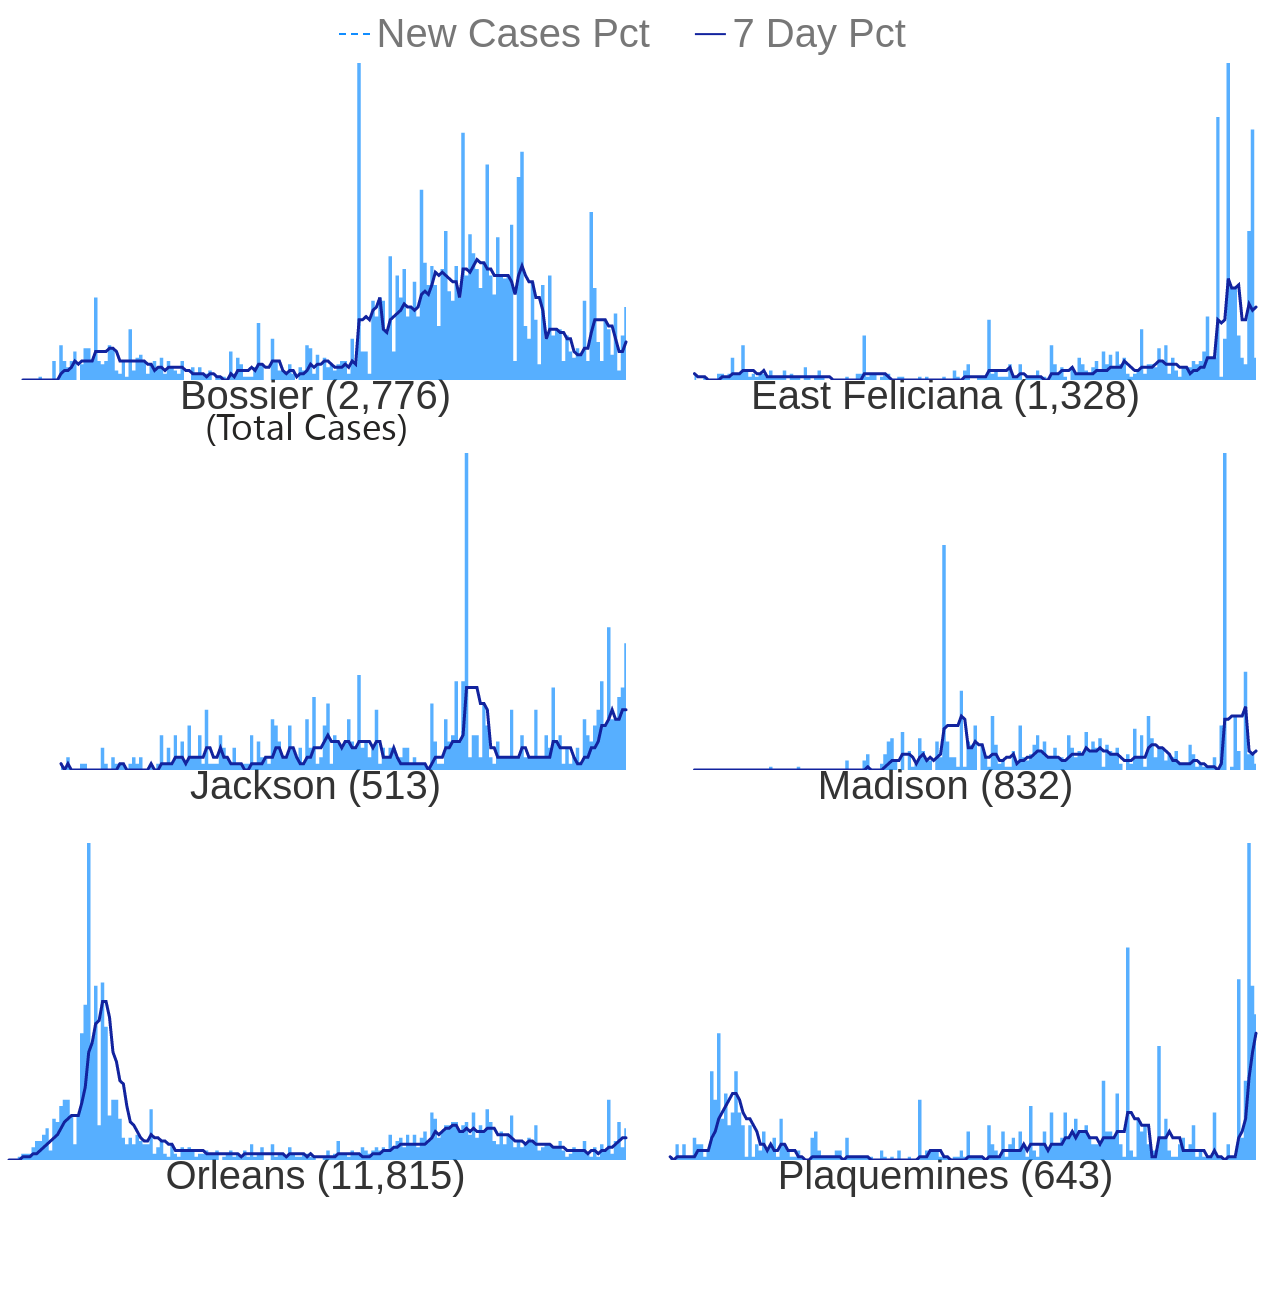 New Cases Pct 7 Day Pct
Bossier (2,776) East Feliciana (1,328)
(Total Cases)
Jackson (513) Madison (832)
Orleans (11,815) Plaquemines (643)